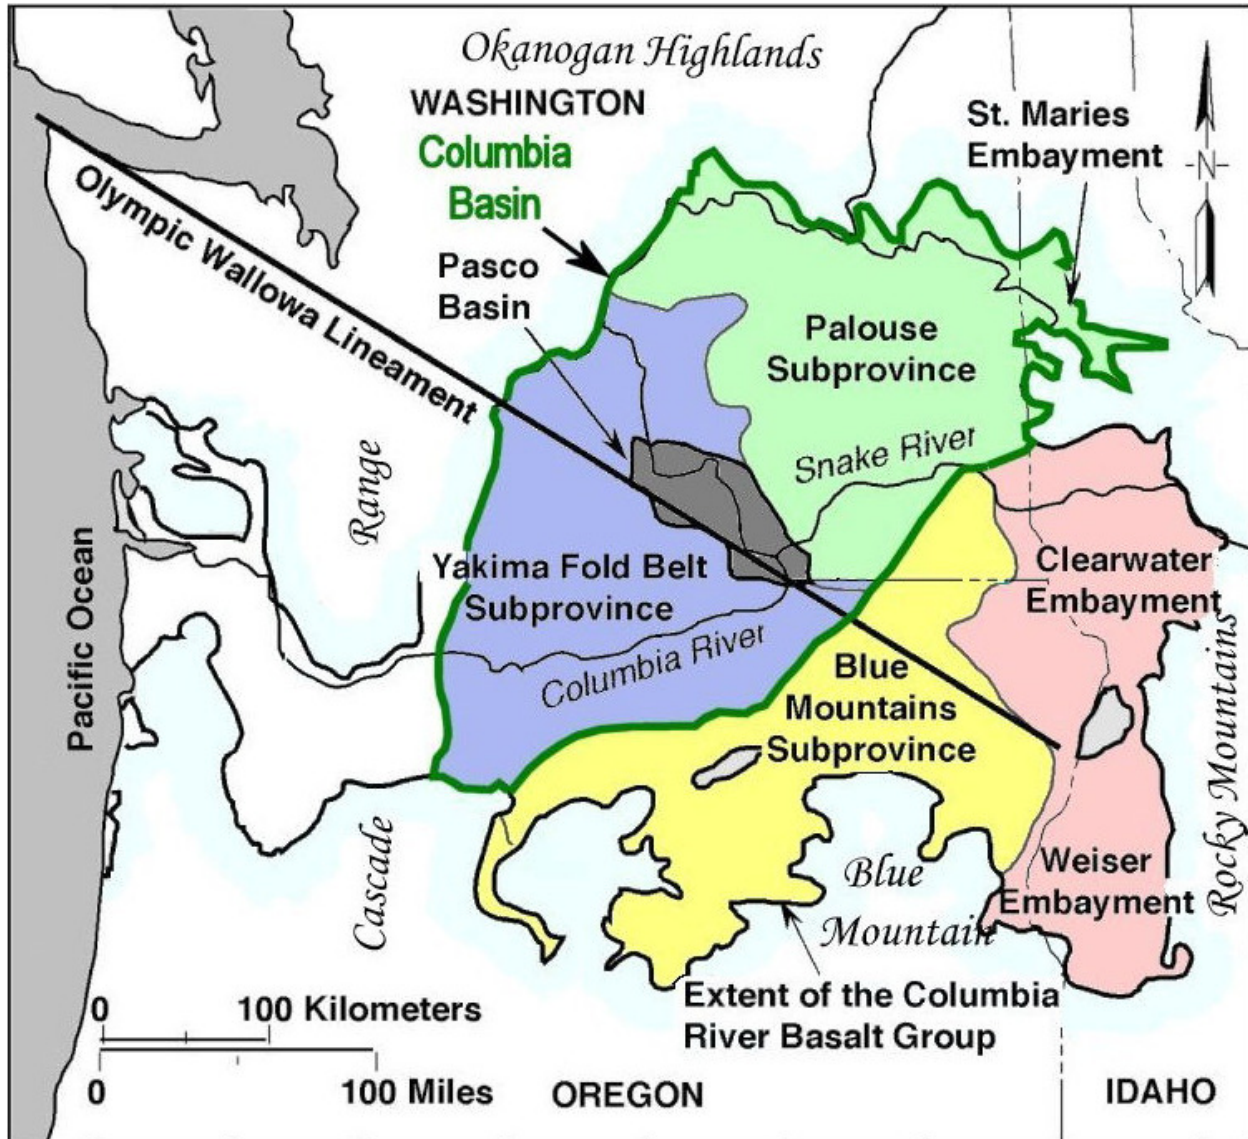 Okanogan Highlands
WASHINGTON
Columbia
Basin
St. Maries
Embayment
N
Olympic Wallowa Lineament
Pasco
Basin
Palouse
Subprovince
Snake River
Range
Yakima Fold Belt
Subprovince
Clearwater
Embayment
Pacific Ocean
Columbia River
Blue
Mountains
Subprovince
Rocky Mountains
Cascade
Blue
Mountain
Weiser
Embayment
Extent of the Columbia
River Basalt Group
0 100 Kilometers
0 100 Miles
OREGON
IDAHO